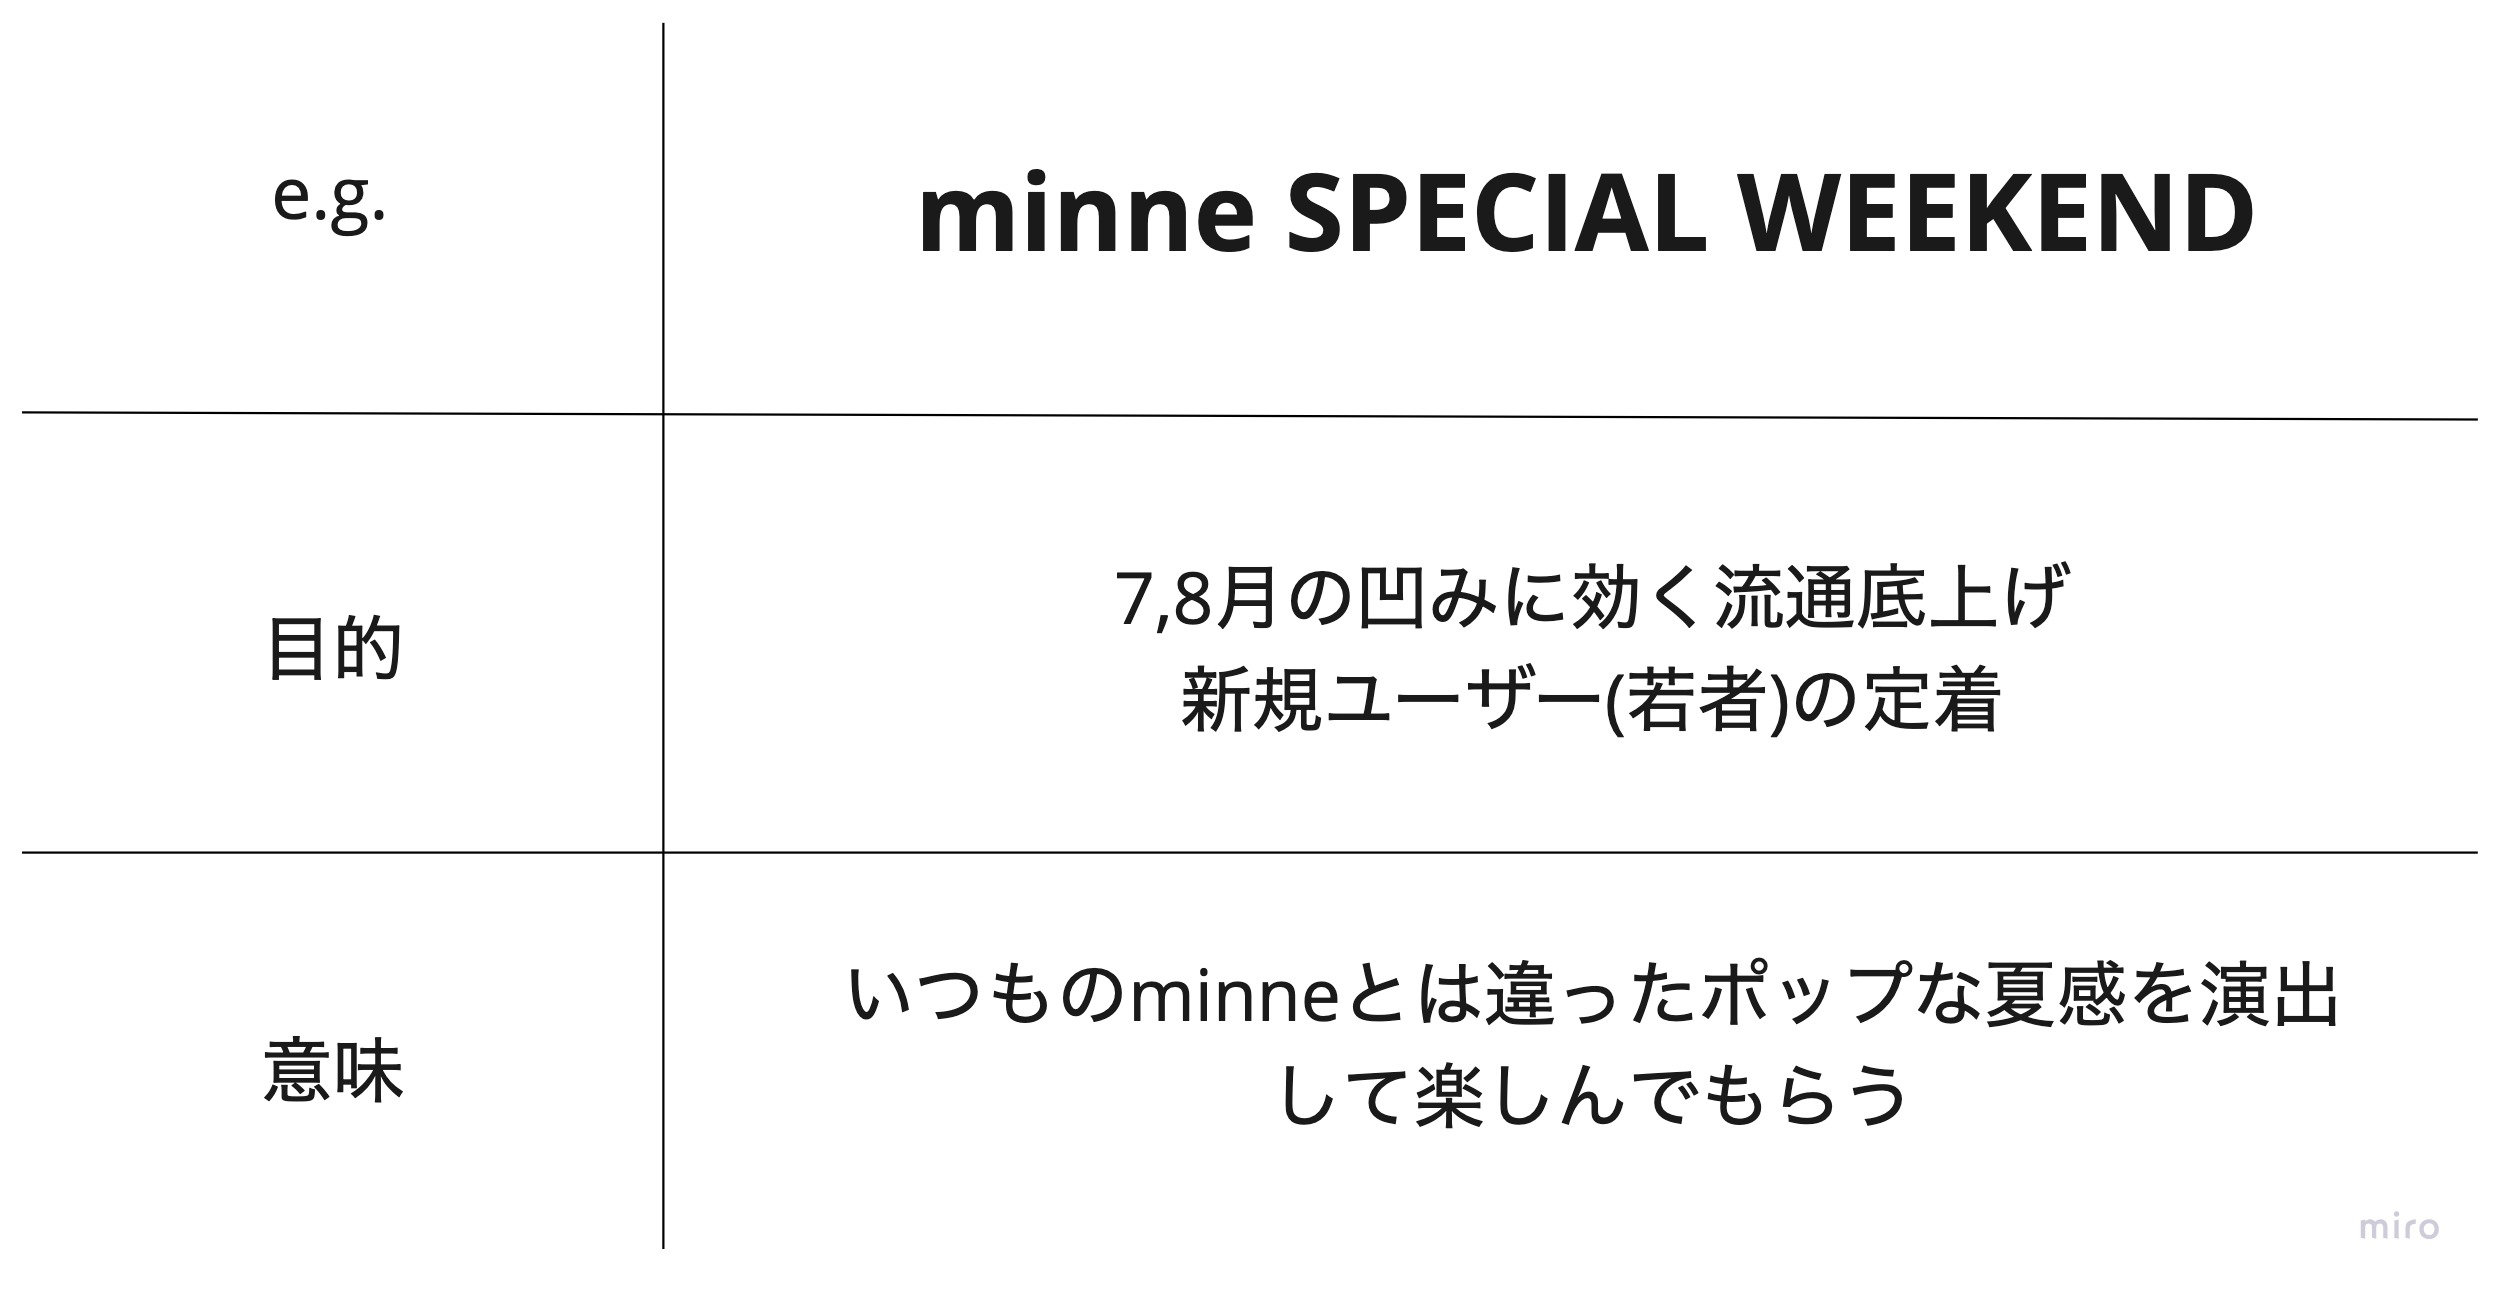 e.g.
minne SPECIAL WEEKEND
目的
7,8月の凹みに効く流通底上げ
新規ユーザー(若者)の定着
意味
いつものminneとは違ったポップな夏感を演出
して楽しんでもらう
miro